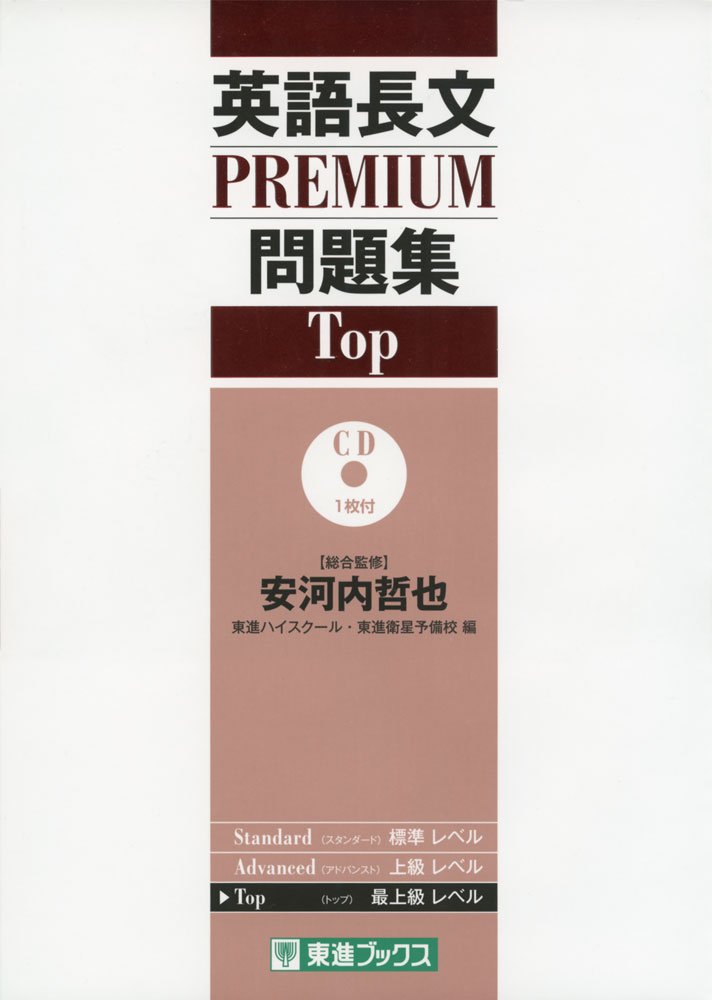 英語長文
PREMIUM
問題集
Top
CD
1枚付
【総合監修】
安河内哲也
東進ハイスクール・東進衛星予備校 編
Standard (スタンダード) 標準 レベル
Advanced (アドバンスト) 上級 レベル
▶Top (トップ) 最上級 レベル
東進ブックス